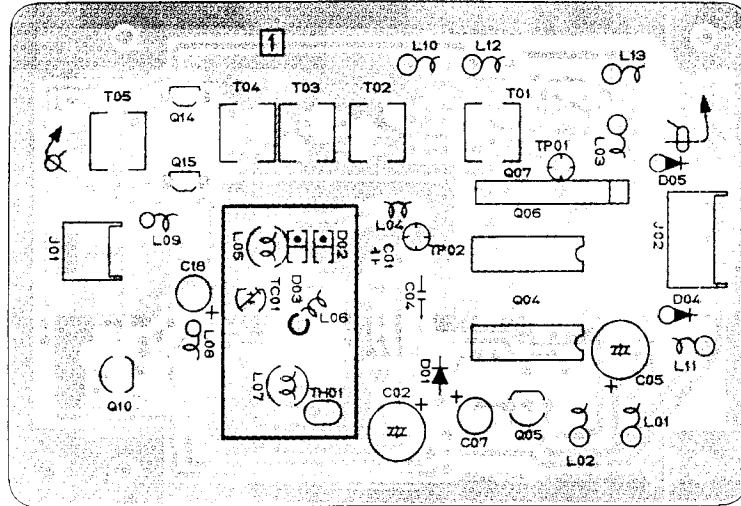 1
L10
L12
L13
T05
Q14
T04
T03
T02
T01
TP01
L03
Q07
D05
Q15
Q06
J01
L09
L05
D02
L04
C01
TP02
J02
C18
TC01
D03
L06
C04
Q04
D04
L08
L11
Q10
L07
TH01
D01
C02
C07
Q05
C05
L02
L01